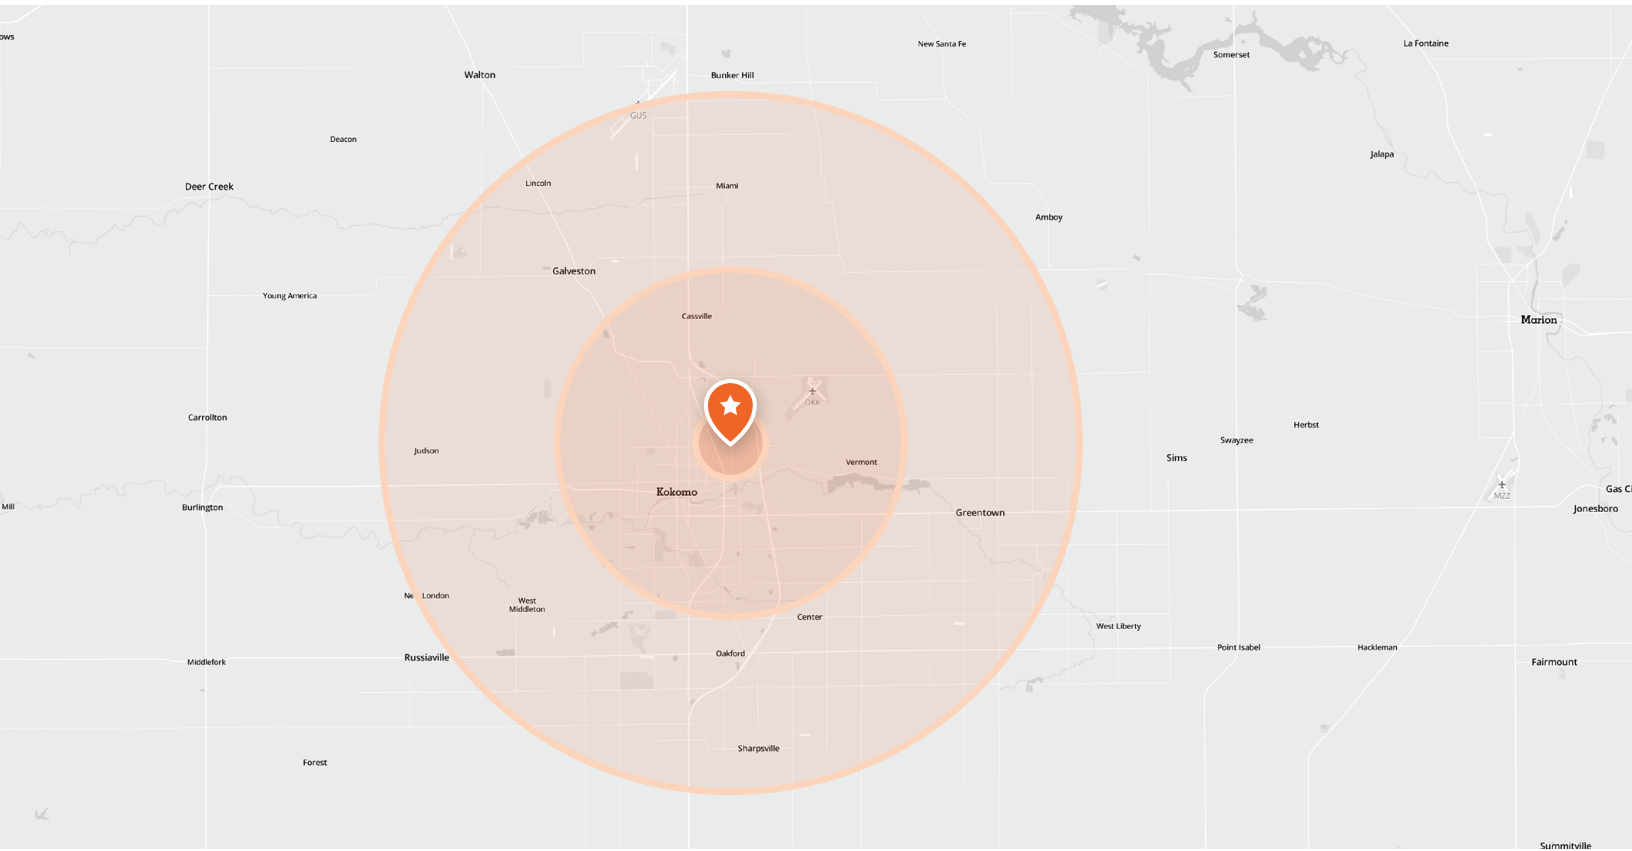 ows
New Santa Fe
La Fontaine
Somerset
Walton
Bunker Hill
GUS
Deacon
Jalapa
Lincoln
Deer Creek
Miami
Amboy
Galveston
Young America
Cassville
Marion
OKK
Carrollton
Herbst
Swayzee
Judson
Sims
Vermont
Kokomo
Gas Ci
MZZ
Mill
Burlington
Jonesboro
Greentown
New London
West
Middleton
Center
West Liberty
Point Isabel
Hackleman
Oakford
Russiaville
Middlefork
Fairmount
Sharpsville
Forest
Summitville